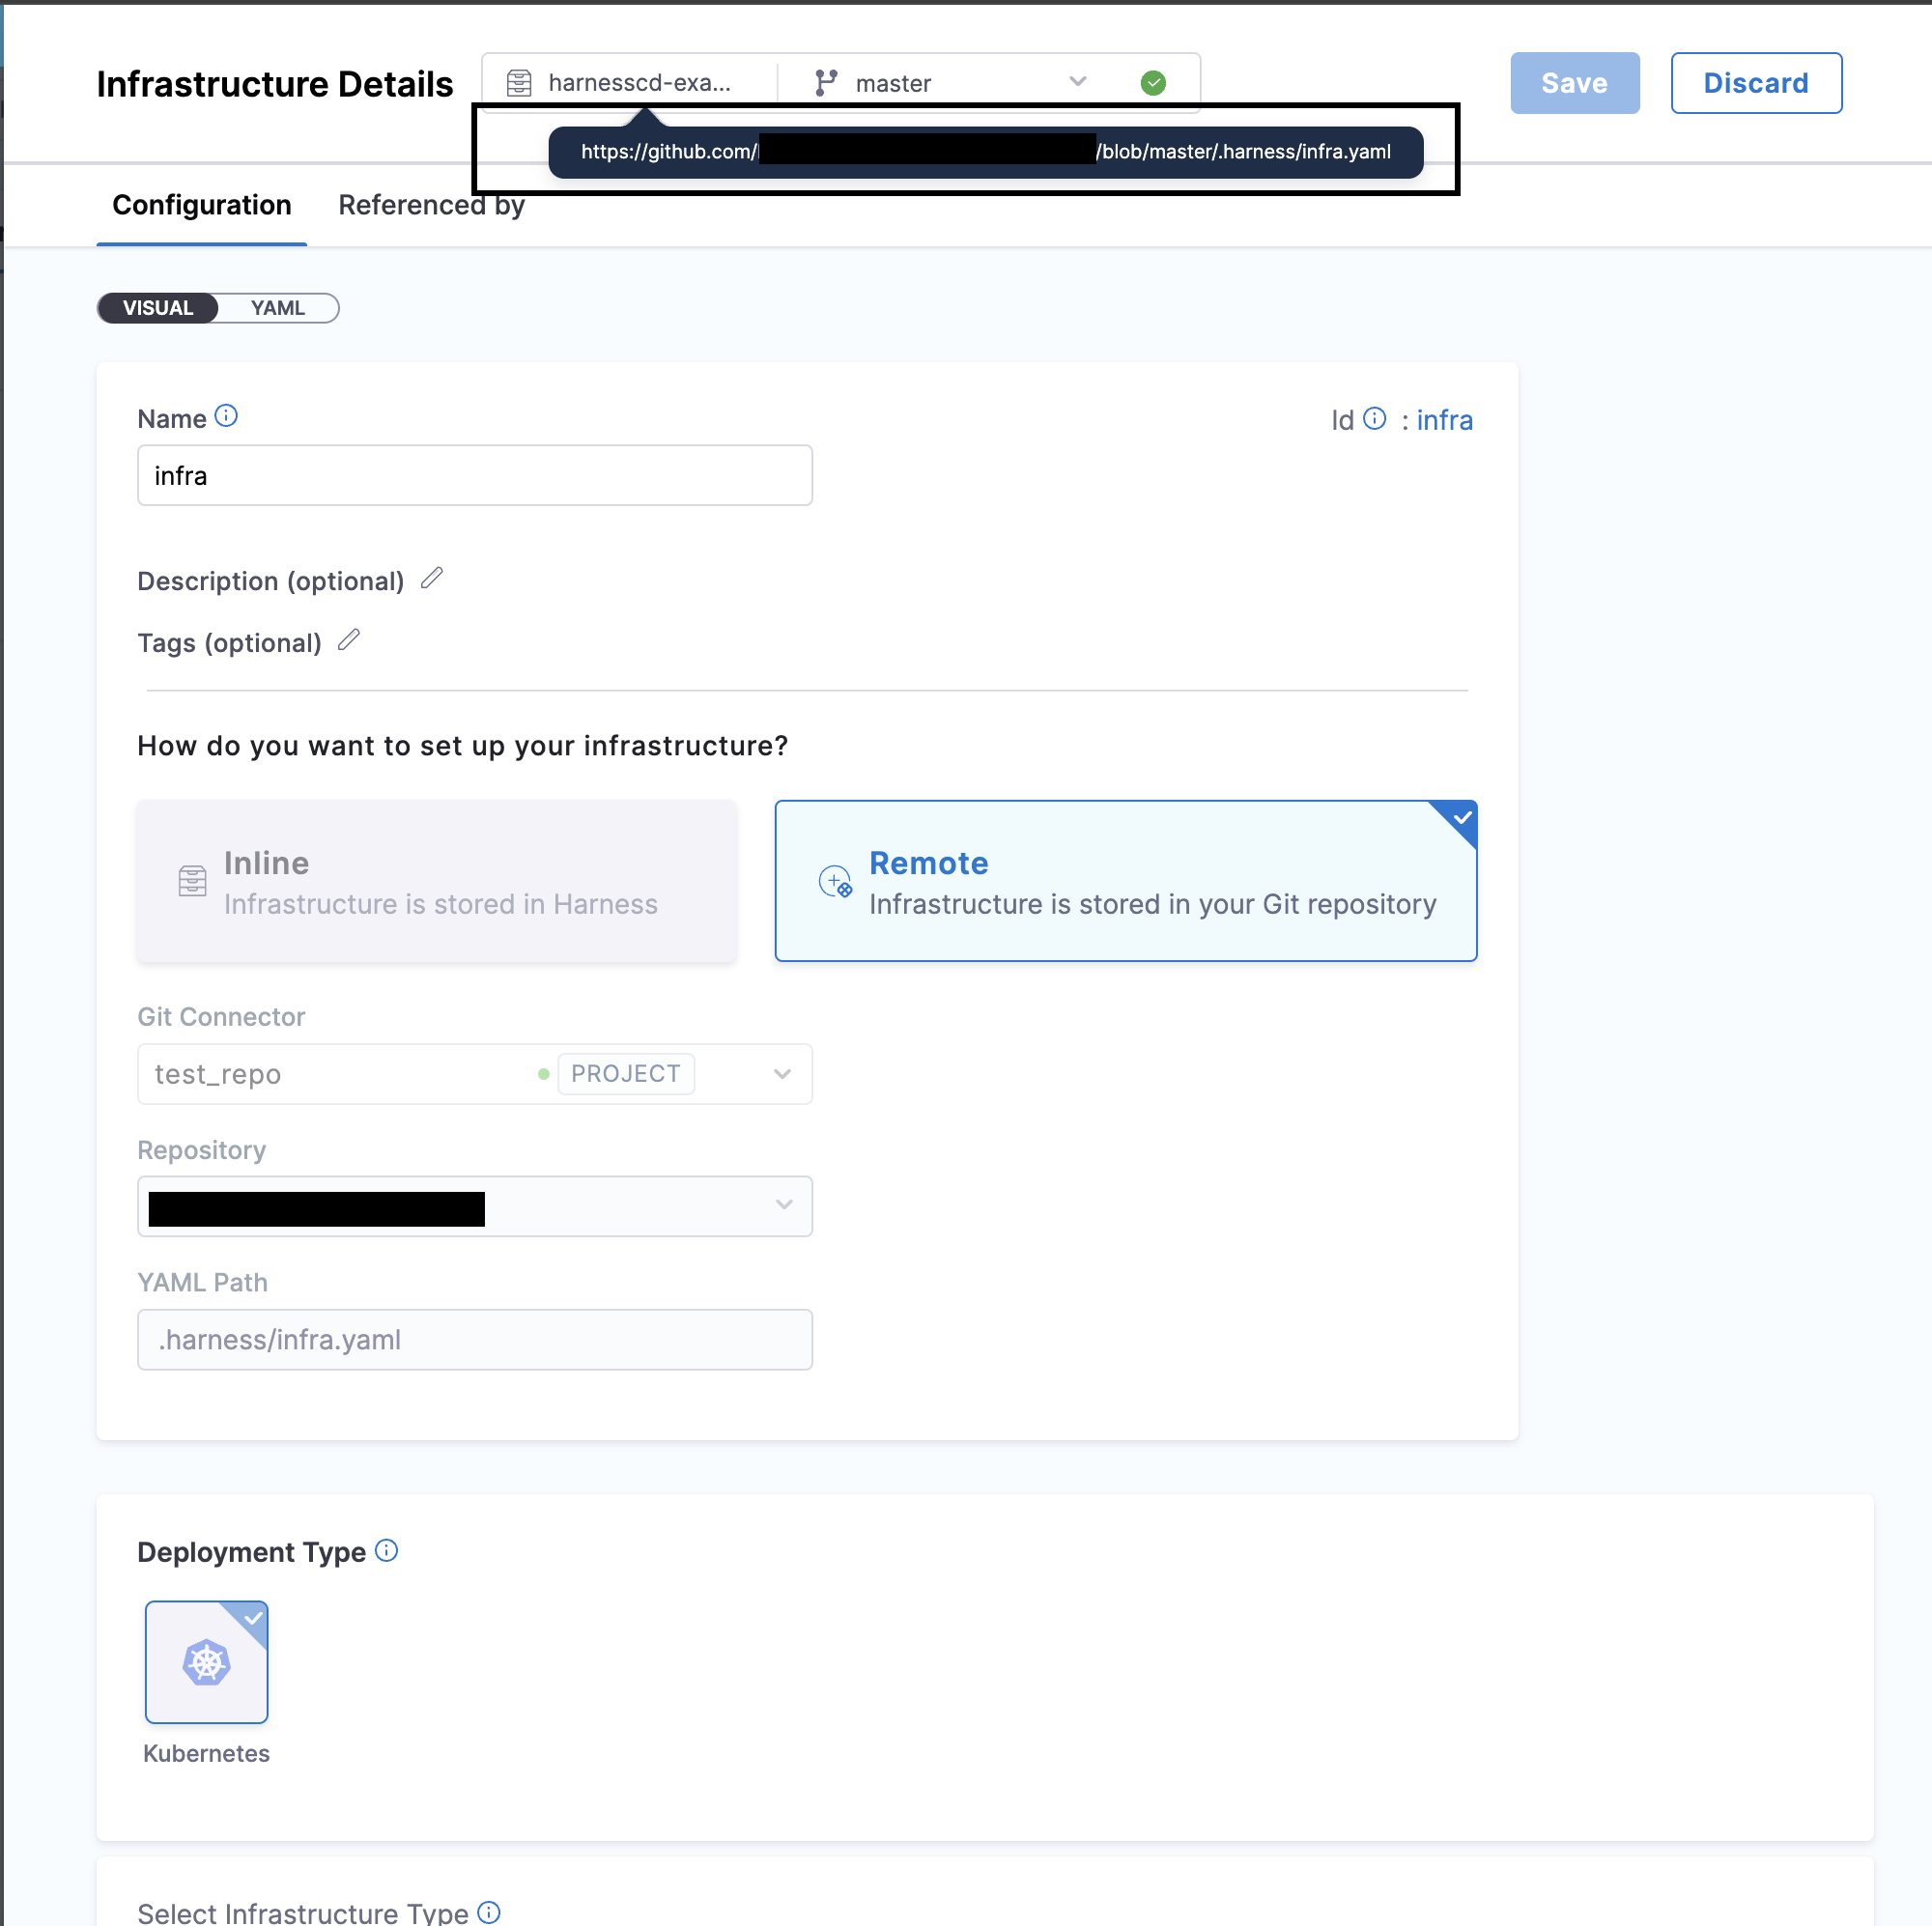 Infrastructure Details
harnesscd-exa...
master
Save
Discard
https://github.com/
/blob/master/.harness/infra.yaml
Configuration
Referenced by
VISUAL
YAML
Name
Id : infra
infra
Description (optional)
Tags (optional)
How do you want to set up your infrastructure?
Inline
Infrastructure is stored in Harness
Remote
Infrastructure is stored in your Git repository
Git Connector
test_repo
PROJECT
Repository
YAML Path
.harness/infra.yaml
Deployment Type
Kubernetes
Select Infrastructure Type